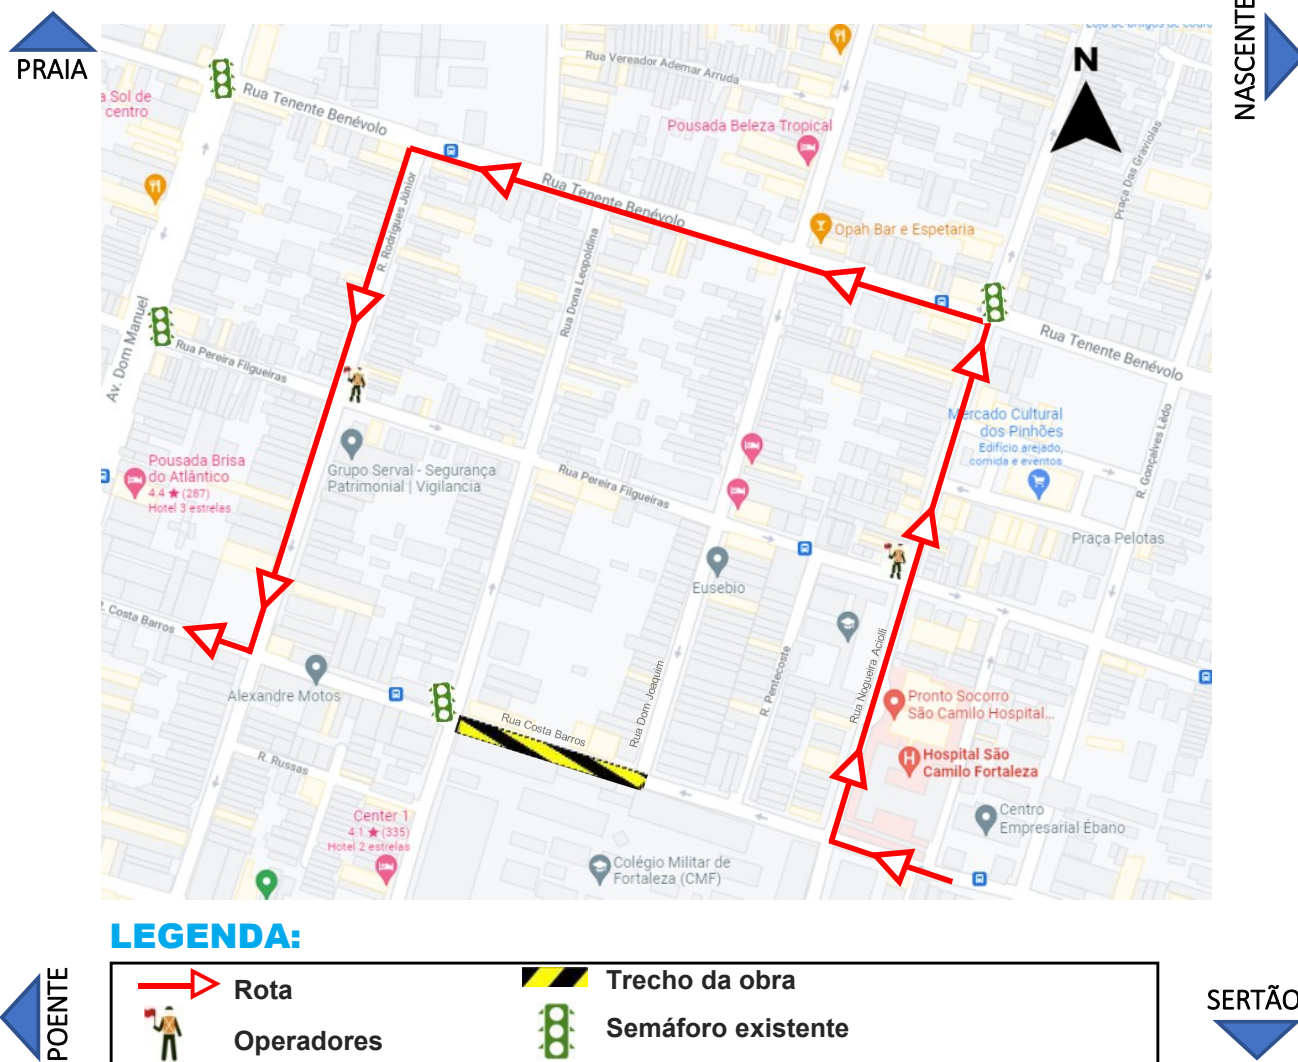 PRAIA
NASCENTE
N
Rua Vereador Ademar Arruda
a Sol de
centro
Rua Tenente Benévolo
Pousada Beleza Tropical
Praça Das Graviolas
Rua Tenente Benévolo
R. Rodrigues Júnior
Opah Bar e Espetaria
Rua Dona Leopoldina
Av. Dom Manuel
Rua Pereira Filgueiras
Rua Tenente Benévolo
Mercado Cultural
dos Pinhões
Edifício arejado,
comida e eventos
R. Gonçalves Lêdo
Pousada Brisa
do Atlântico
4.4 ★ (287)
Hotel 3 estrelas
Grupo Serval - Segurança
Patrimonial | Vigilancia
Rua Pereira Filgueiras
Praça Pelotas
Eusebio
. Costa Barros
Rua Nogueira Acioli
R. Pentecoste
Rua Dom Joaquim
Alexandre Motos
Rua Costa Barros
Pronto Socorro
São Camilo Hospital...
H
Hospital São
Camilo Fortaleza
R. Russas
Center 1
4.1 ★ (335)
Hotel 2 estrelas
Centro
Empresarial Ébano
Colégio Militar de
Fortaleza (CMF)
LEGENDA:
Rota
Trecho da obra
Operadores
Semáforo existente
POENTE
SERTÃO